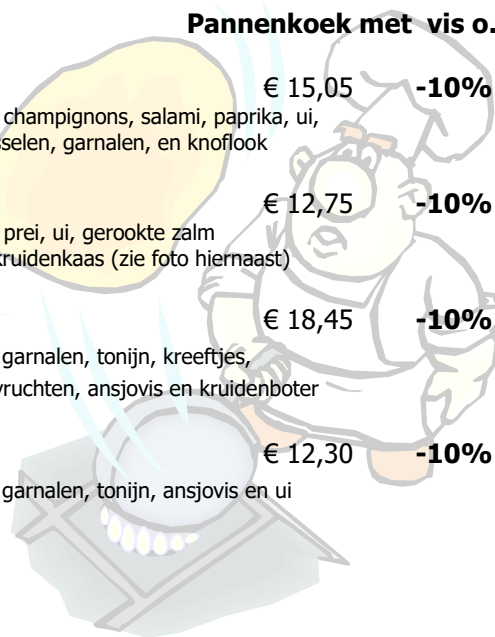 Pannenkoek met vis o.
€ 15,05 -10%
champignons, salami, paprika, ui,
sselen, garnalen, en knoflook
€ 12,75 -10%
prei, ui, gerookte zalm
kruidenkaas (zie foto hiernaast)
€ 18,45 -10%
garnalen, tonijn, kreeftjes,
vruchten, ansjovis en kruidenboter
€ 12,30 -10%
garnalen, tonijn, ansjovis en ui